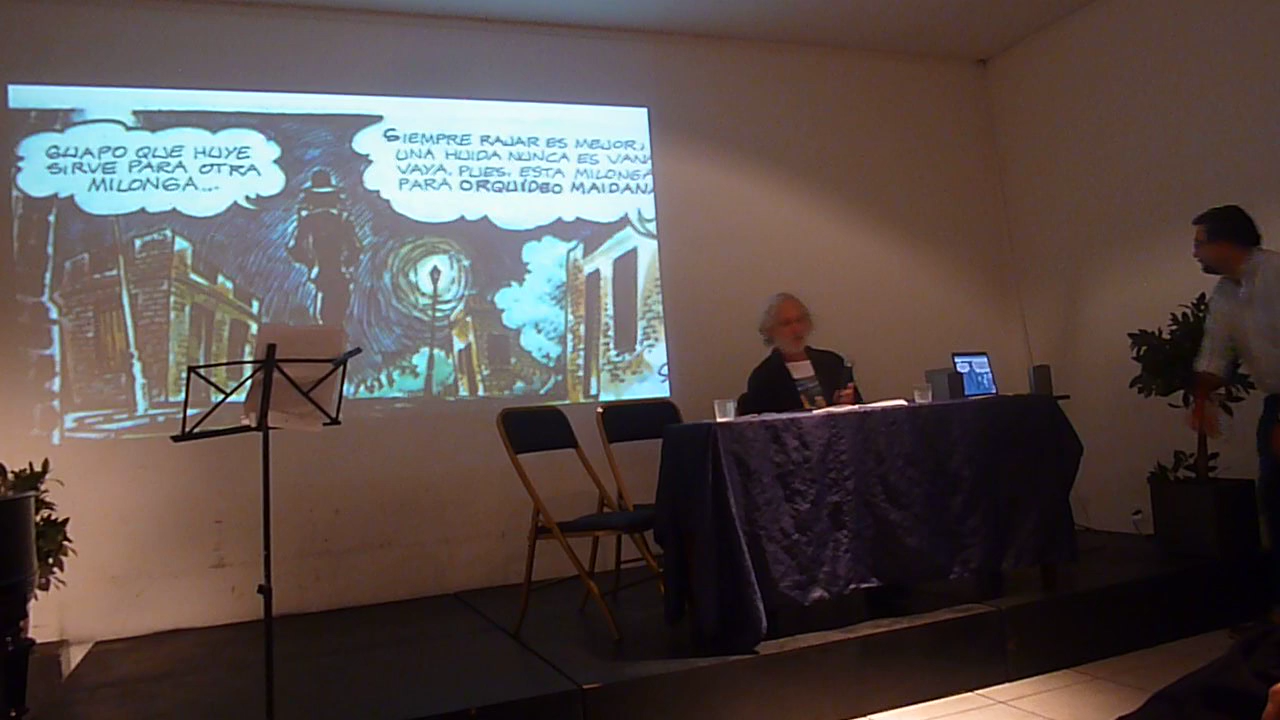 GUAPO QUE HUYE
SIRVE PARA OTRA
MILONGA...
SIEMPRE RAJAR ES MEJOR,
UNA HUIDA NUNCA ES VANA
VAYA, PUES, ESTA MILONGA
PARA ORQUÍDEO MAIDANA